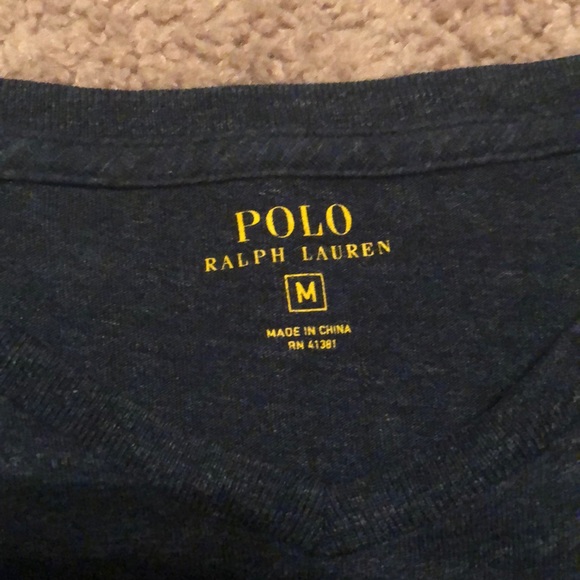 POLO
RALPH LAUREN
M
MADE IN CHINA
RN 41381